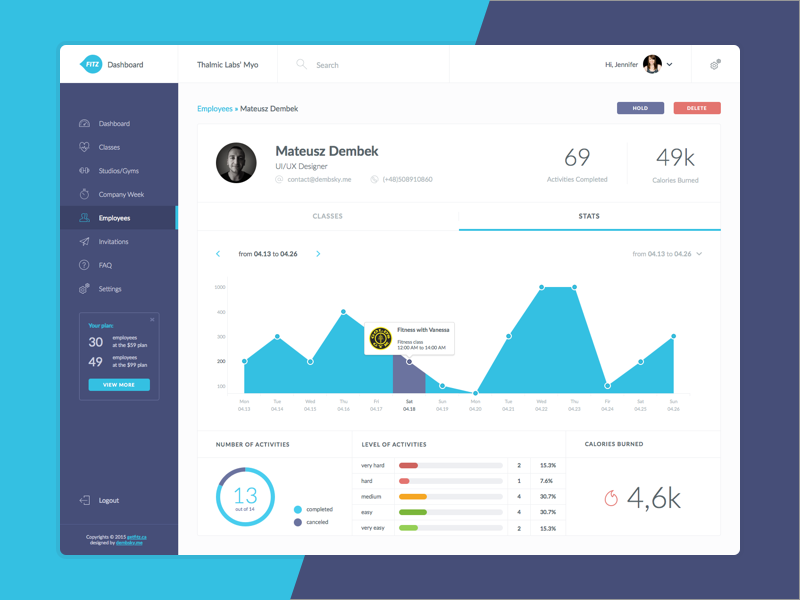 FITZ
Dashboard
Thalmic Labs' Myo
Search
Hi, Jennifer
Dashboard
Classes
Studios/Gyms
Company Week
Employees
Invitations
FAQ
Settings
Your plan:
30 employees at the $59 plan
49 employees at the $99 plan
VIEW MORE
Logout
Copyrights © 2015 getfitz.co
designed by dembsky.me
Employees » Mateusz Dembek
HOLD
DELETE
Mateusz Dembek
UI/UX Designer
contact@dembsky.me
(+48)508910860
69
Activities Completed
49k
Calories Burned
CLASSES
STATS
from 04.13 to 04.26
from 04.13 to 04.26
1000
400
300
200
100
Fitness with Vanessa
Fitness class
12:00 AM to 14:00 AM
Mon Tue Wed Thu Fri Sat Sun Mon Tue Wed Thu Fri Sat Sun
04.13 04.14 04.15 04.16 04.17 04.18 04.19 04.20 04.21 04.22 04.23 04.24 04.25 04.26
NUMBER OF ACTIVITIES
13
out of 14
completed
canceled
LEVEL OF ACTIVITIES
very hard 2 15.3%
hard 1 7.6%
medium 4 30.7%
easy 4 30.7%
very easy 2 15.3%
CALORIES BURNED
4,6k